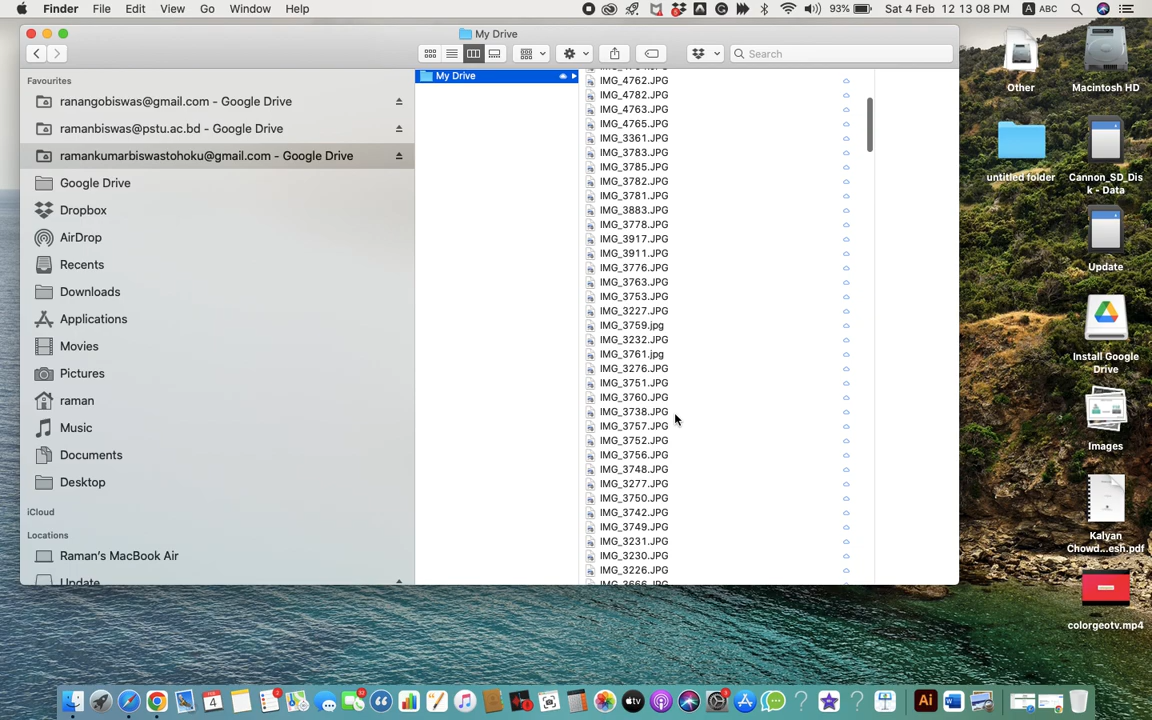 Finder File Edit View Go Window Help 93% Sat 4 Feb 12 13 08 PM A ABC
My Drive
Search
Favourites
ranangobiswas@gmail.com - Google Drive
ramanbiswas@pstu.ac.bd - Google Drive
ramankumarbiswastohoku@gmail.com - Google Drive
Google Drive
Dropbox
AirDrop
Recents
Downloads
Applications
Movies
Pictures
raman
Music
Documents
Desktop
iCloud
Locations
Raman's MacBook Air
Update
My Drive
IMG_4762.JPG
IMG_4782.JPG
IMG_4763.JPG
IMG_4765.JPG
IMG_3361.JPG
IMG_3783.JPG
IMG_3785.JPG
IMG_3782.JPG
IMG_3781.JPG
IMG_3883.JPG
IMG_3778.JPG
IMG_3917.JPG
IMG_3911.JPG
IMG_3776.JPG
IMG_3763.JPG
IMG_3753.JPG
IMG_3227.JPG
IMG_3759.jpg
IMG_3232.JPG
IMG_3761.jpg
IMG_3276.JPG
IMG_3751.JPG
IMG_3760.JPG
IMG_3738.JPG
IMG_3757.JPG
IMG_3752.JPG
IMG_3756.JPG
IMG_3748.JPG
IMG_3277.JPG
IMG_3750.JPG
IMG_3742.JPG
IMG_3749.JPG
IMG_3231.JPG
IMG_3230.JPG
IMG_3226.JPG
Other
Macintosh HD
untitled folder
Cannon_SD_Dis
k - Data
Update
Install Google
Drive
Images
Kalyan
Chowd...esh.pdf
colorgeotv.mp4